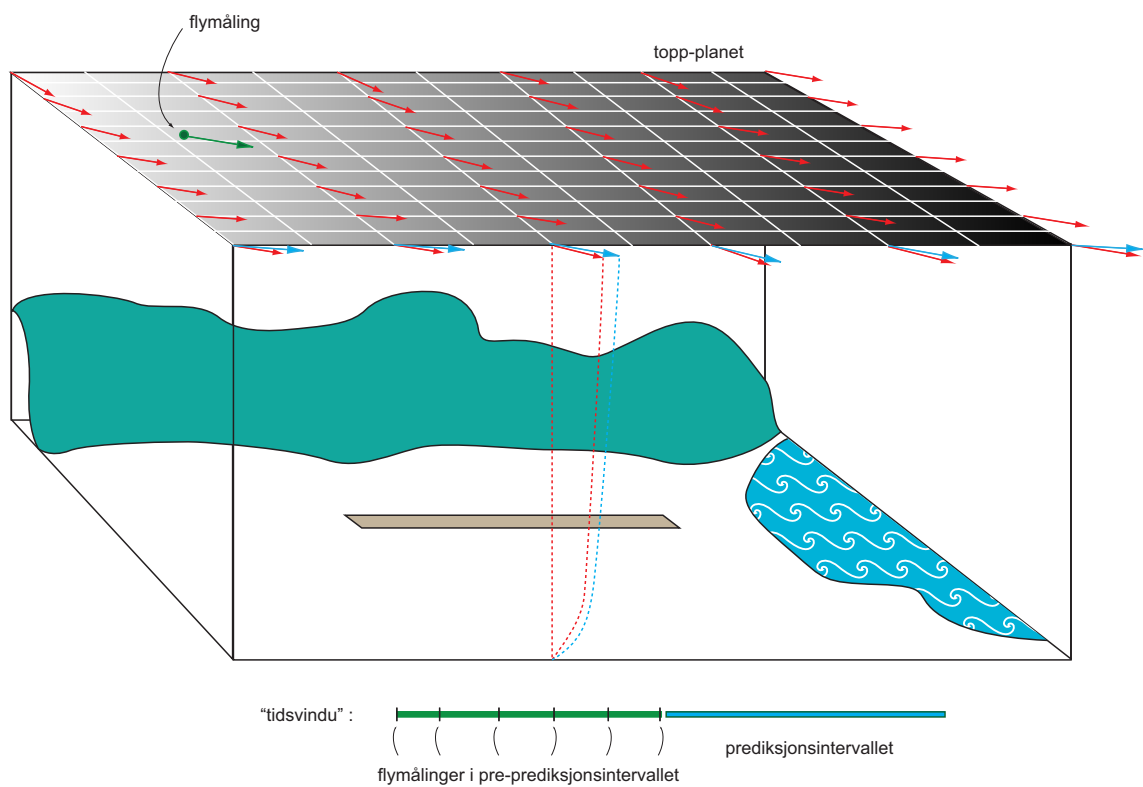 flymåling
topp-planet
“tidsvindu” :
prediksjonsintervallet
flymålinger i pre-prediksjonsintervallet